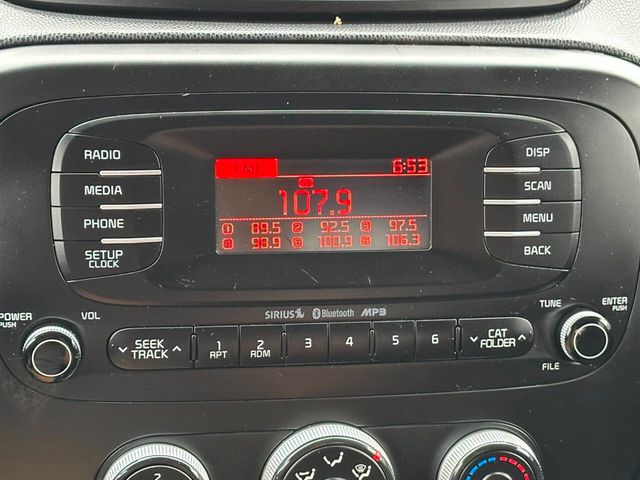 RADIO
MEDIA
PHONE
SETUP
CLOCK
6:53
107.9
1 89.5 2 92.5 3 97.5
98.9 5 100.9 6 106.3
DISP
SCAN
MENU
BACK
SIRIUS Bluetooth MP3
POWER
PUSH
VOL
SEEK
TRACK
1
RPT
2
RDM
3
4
5
6
CAT
FOLDER
TUNE
ENTER
PUSH
FILE
2